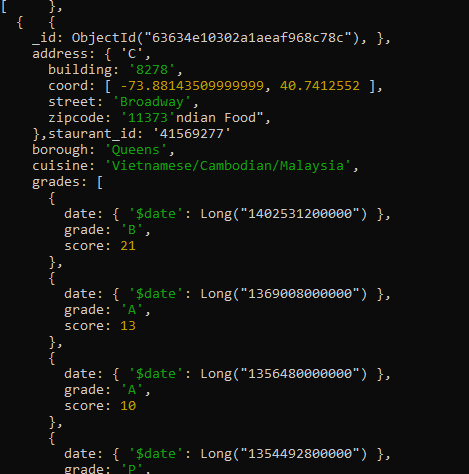 [ },
{ {
_id: ObjectId("63634e10302a1aeaf968c78c"), },
address: { 'C',
building: '8278',
coord: [ -73.88143509999999, 40.7412552 ],
street: 'Broadway',
zipcode: '11373'ndian Food",
},staurant_id: '41569277'
borough: 'Queens',
cuisine: 'Vietnamese/Cambodian/Malaysia',
grades: [
{
date: { '$date': Long("1402531200000") },
grade: 'B',
score: 21
},
{
date: { '$date': Long("1369008000000") },
grade: 'A',
score: 13
},
{
date: { '$date': Long("1356480000000") },
grade: 'A',
score: 10
},
{
date: { '$date': Long("1354492800000") },
grade: 'P',